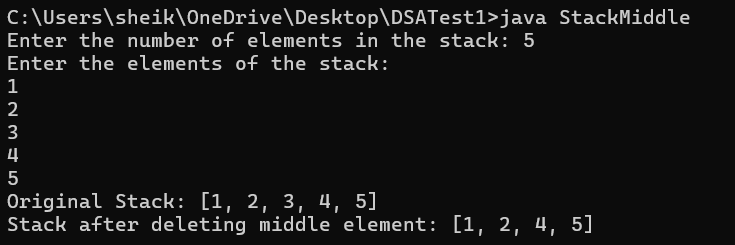 C:\Users\sheik\OneDrive\Desktop\DSATest1>java StackMiddle
Enter the number of elements in the stack: 5
Enter the elements of the stack:
1
2
3
4
5
Original Stack: [1, 2, 3, 4, 5]
Stack after deleting middle element: [1, 2, 4, 5]